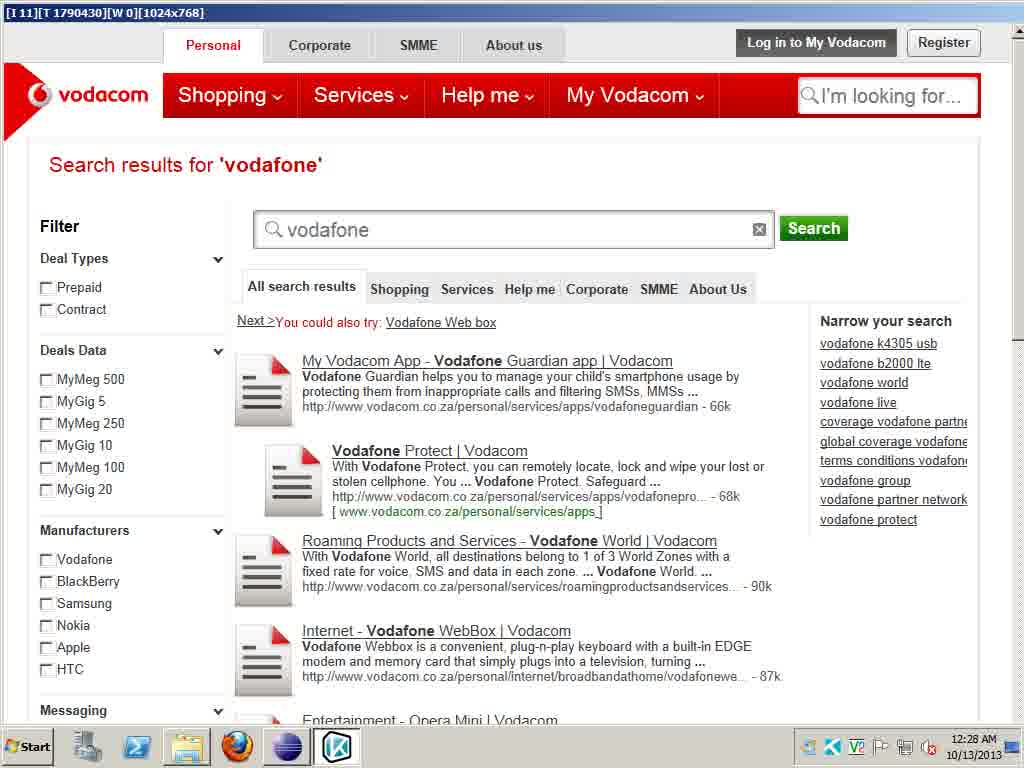 [I 11][T 1790430][W 0][1024x768]
Personal Corporate SMME About us Log in to My Vodacom Register
vodacom Shopping Services Help me My Vodacom I'm looking for...
Search results for 'vodafone'
Filter
Deal Types
Prepaid
Contract
Deals Data
MyMeg 500
MyGig 5
MyMeg 250
MyGig 10
MyMeg 100
MyGig 20
Manufacturers
Vodafone
BlackBerry
Samsung
Nokia
Apple
HTC
Messaging
vodafone Search
All search results Shopping Services Help me Corporate SMME About Us
Next >You could also try: Vodafone Web box
My Vodacom App - Vodafone Guardian app | Vodacom
Vodafone Guardian helps you to manage your child's smartphone usage by
protecting them from inappropriate calls and filtering SMSs, MMSs ...
http://www.vodacom.co.za/personal/services/apps/vodafoneguardian - 66k
Vodafone Protect | Vodacom
With Vodafone Protect, you can remotely locate, lock and wipe your lost or
stolen cellphone. You ... Vodafone Protect. Safeguard ...
http://www.vodacom.co.za/personal/services/apps/vodafonepro... - 68k
[ www.vodacom.co.za/personal/services/apps ]
Roaming Products and Services - Vodafone World | Vodacom
With Vodafone World, all destinations belong to 1 of 3 World Zones with a
fixed rate for voice, SMS and data in each zone. ... Vodafone World. ...
http://www.vodacom.co.za/personal/services/roamingproductsandservices... - 90k
Internet - Vodafone WebBox | Vodacom
Vodafone Webbox is a convenient, plug-n-play keyboard with a built-in EDGE
modem and memory card that simply plugs into a television, turning ...
http://www.vodacom.co.za/personal/internet/broadbandathome/vodafonewe... - 87k
Entertainment - Opera Mini | Vodacom
Narrow your search
vodafone k4305 usb
vodafone b2000 lte
vodafone world
vodafone live
coverage vodafone partne
global coverage vodafone
terms conditions vodafone
vodafone group
vodafone partner network
vodafone protect
Start 12:28 AM
10/13/2013